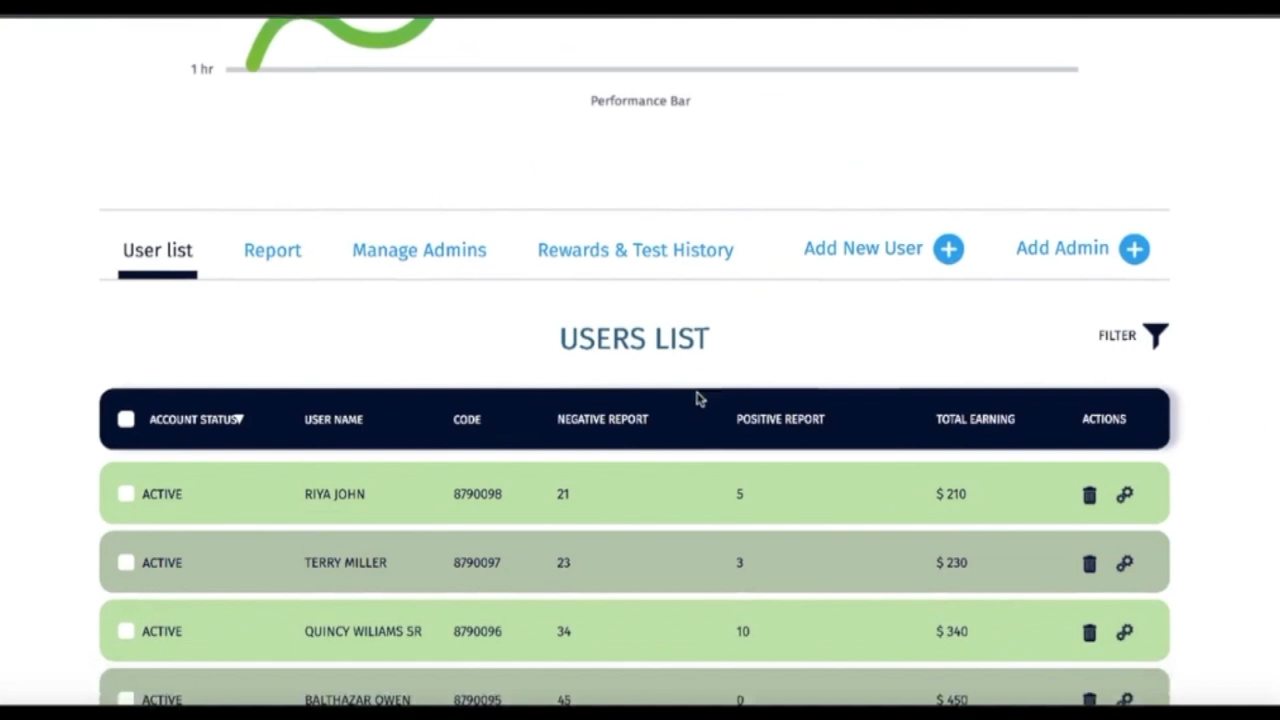 1 hr
Performance Bar
User list Report Manage Admins Rewards & Test History Add New User Add Admin
USERS LIST
FILTER
ACCOUNT STATUS USER NAME CODE NEGATIVE REPORT POSITIVE REPORT TOTAL EARNING ACTIONS
ACTIVE RIYA JOHN 8790098 21 5 $ 210
ACTIVE TERRY MILLER 8790097 23 3 $ 230
ACTIVE QUINCY WILIAMS SR 8790096 34 10 $ 340
ACTIVE BALTHAZAR OWEN 8790095 45 0 $ 450